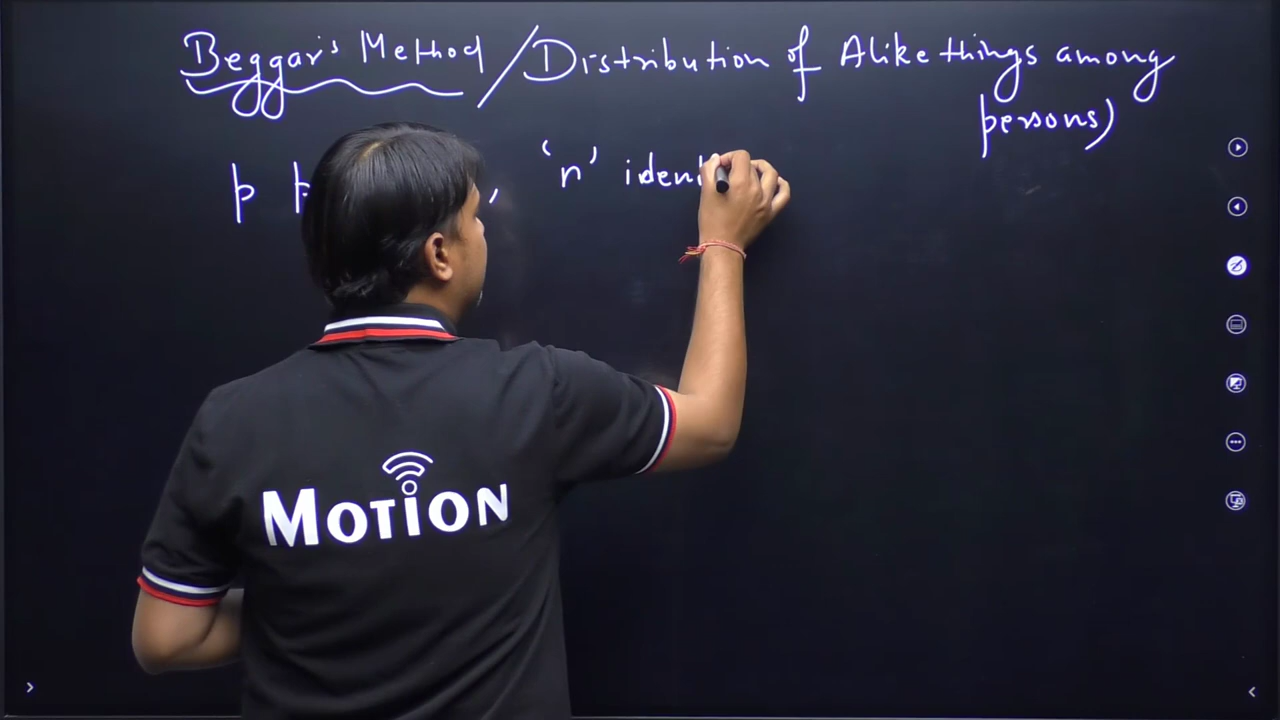 Beggar's Method / Distribution of Alike things among
persons)
p p , 'n' iden
MOTION